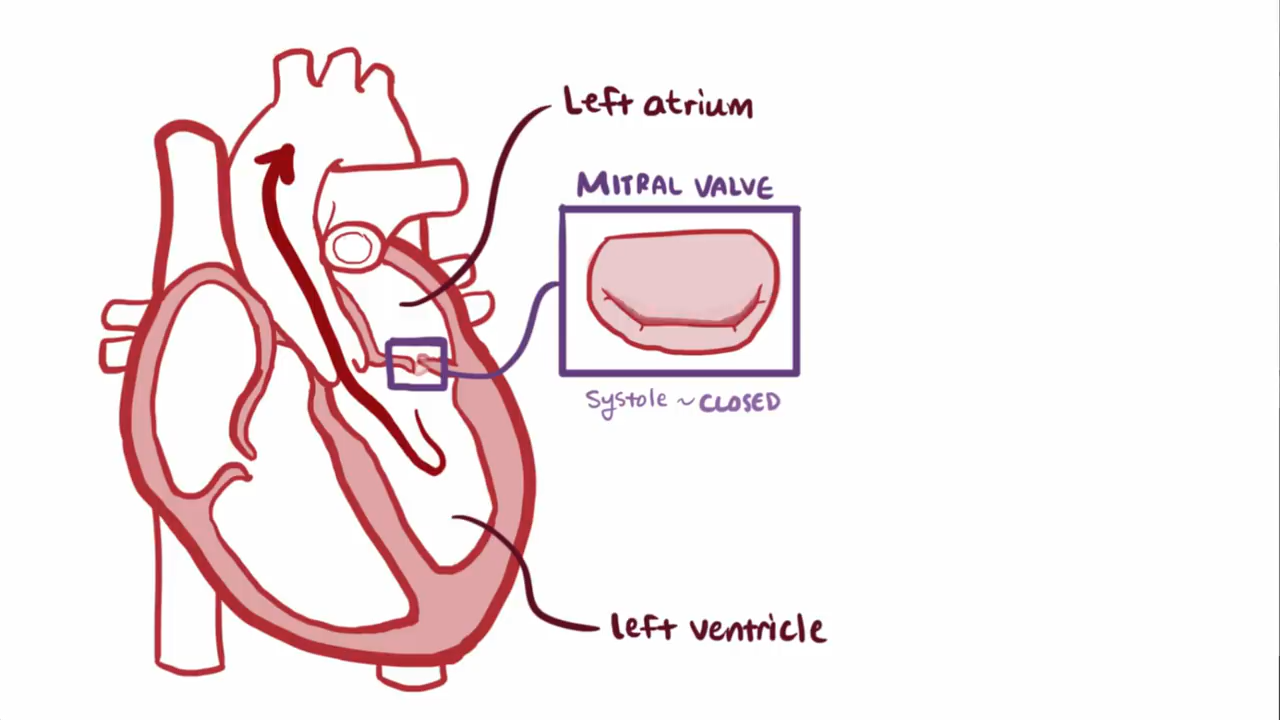 Left atrium
MITRAL VALVE
Systole ~ CLOSED
left ventricle